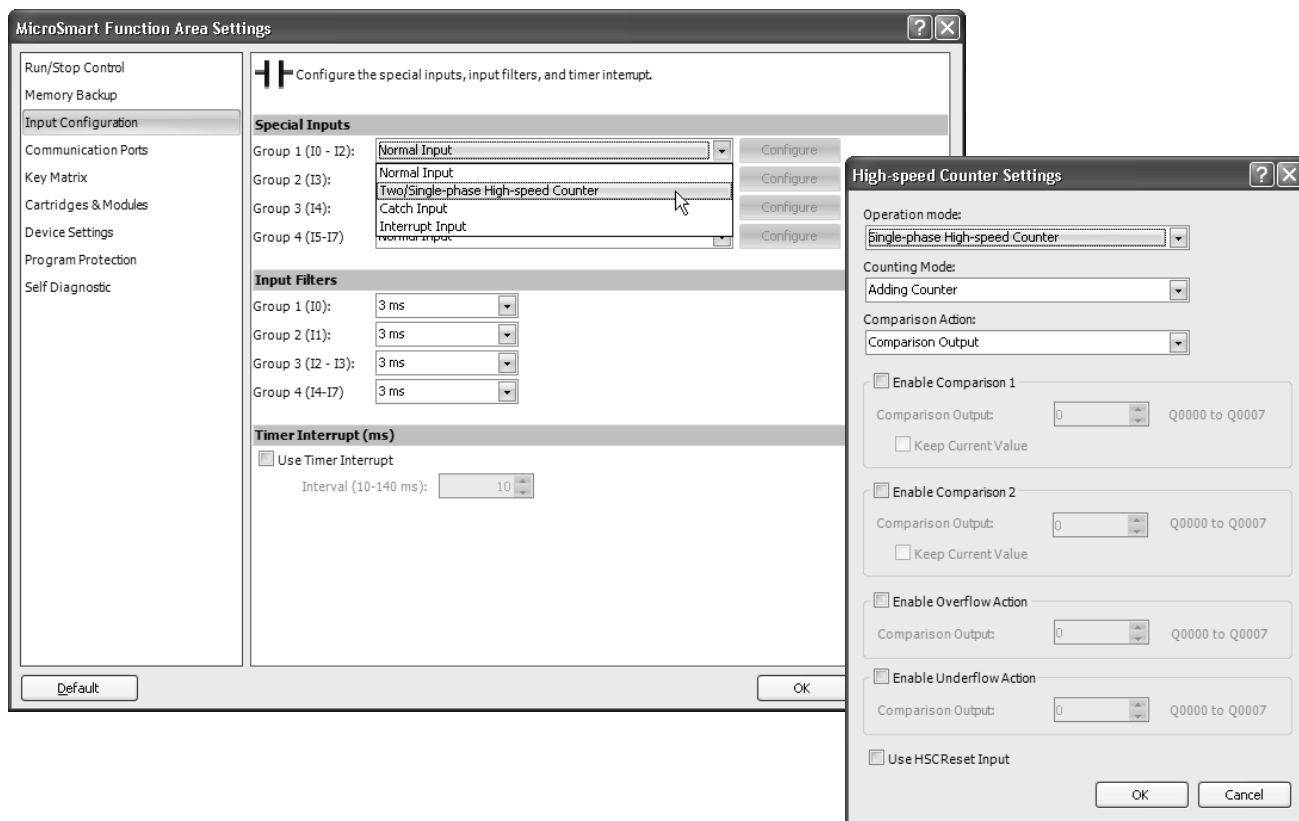 MicroSmart Function Area Settings
Run/Stop Control
Memory Backup
Input Configuration
Communication Ports
Key Matrix
Cartridges & Modules
Device Settings
Program Protection
Self Diagnostic
Default
Configure the special inputs, input filters, and timer interrupt.
Special Inputs
Group 1 (I0 - I2): Normal Input Configure
Normal Input
Group 2 (I3): Two/Single-phase High-speed Counter Configure
Group 3 (I4): Catch Input Configure
Interrupt Input
Group 4 (I5-I7) Normal Input Configure
Input Filters
Group 1 (I0): 3 ms
Group 2 (I1): 3 ms
Group 3 (I2 - I3): 3 ms
Group 4 (I4-I7) 3 ms
Timer Interrupt (ms)
Use Timer Interrupt
Interval (10-140 ms): 10
OK
High-speed Counter Settings
Operation mode:
Single-phase High-speed Counter
Counting Mode:
Adding Counter
Comparison Action:
Comparison Output
Enable Comparison 1
Comparison Output: 0 Q0000 to Q0007
Keep Current Value
Enable Comparison 2
Comparison Output: 0 Q0000 to Q0007
Keep Current Value
Enable Overflow Action
Comparison Output: 0 Q0000 to Q0007
Enable Underflow Action
Comparison Output: 0 Q0000 to Q0007
Use HSC Reset Input
OK Cancel